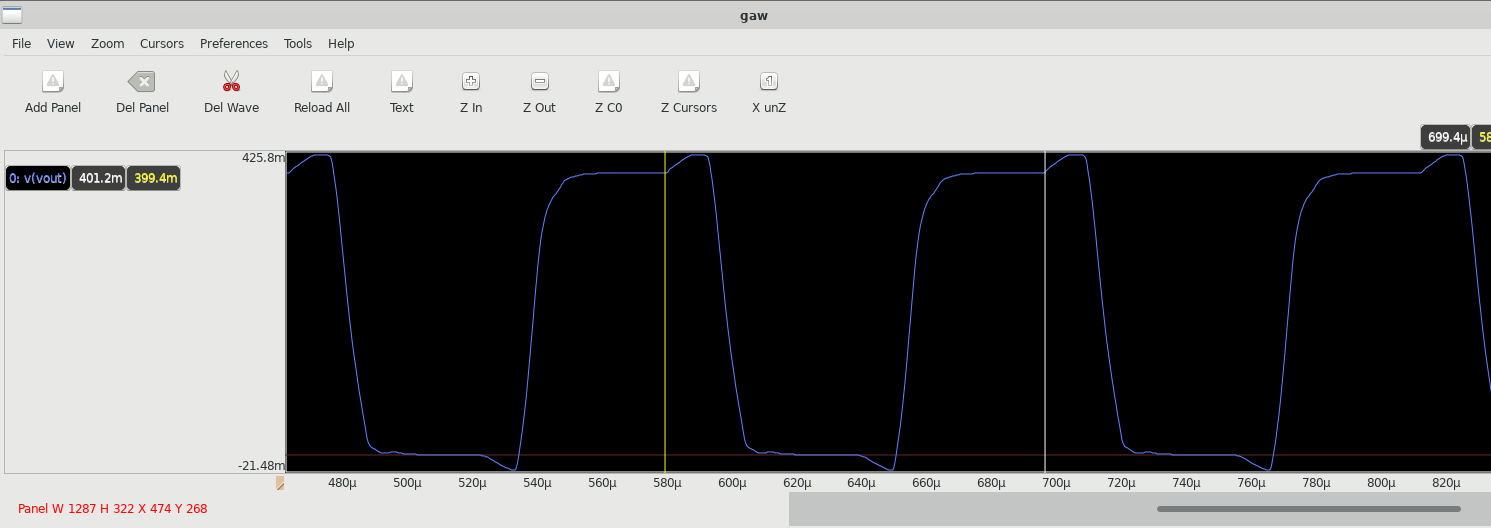 gaw
File View Zoom Cursors Preferences Tools Help
Add Panel Del Panel Del Wave Reload All Text Z In Z Out Z C0 Z Cursors X unZ
699.4µ 58
425.8m
0: v(vout) 401.2m 399.4m
-21.48m
480µ 500µ 520µ 540µ 560µ 580µ 600µ 620µ 640µ 660µ 680µ 700µ 720µ 740µ 760µ 780µ 800µ 820µ
Panel W 1287 H 322 X 474 Y 268